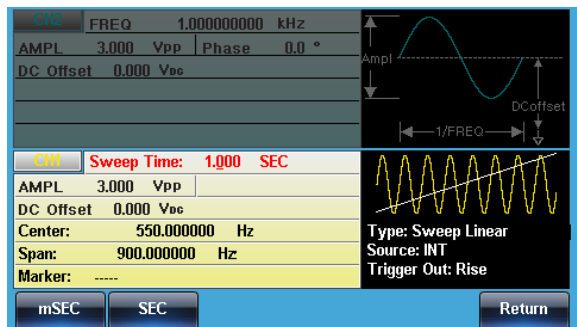 CH2 FREQ 1.000000000 kHz
AMPL 3.000 Vpp Phase 0.0 °
DC Offset 0.000 VDC
Ampl
DCoffset
1/FREQ
CH1 Sweep Time: 1.000 SEC
AMPL 3.000 Vpp
DC Offset 0.000 VDC
Center: 550.000000 Hz
Span: 900.000000 Hz
Marker: -----
Type: Sweep Linear
Source: INT
Trigger Out: Rise
mSEC SEC Return